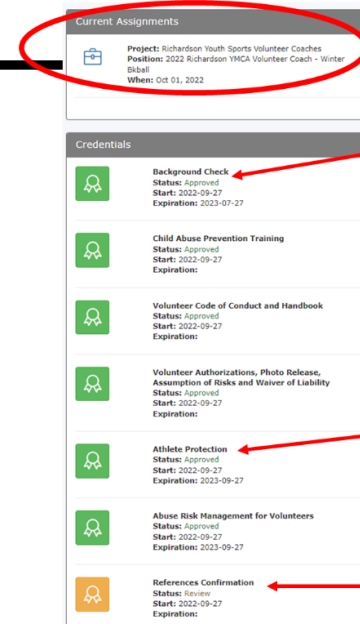 Current Assignments
Project: Richardson Youth Sports Volunteer Coaches
Position: 2022 Richardson YMCA Volunteer Coach - Winter
Bkball
When: Oct 01, 2022
Credentials
Background Check
Status: Approved
Start: 2022-09-27
Expiration: 2023-07-27
Child Abuse Prevention Training
Status: Approved
Start: 2022-09-27
Expiration:
Volunteer Code of Conduct and Handbook
Status: Approved
Start: 2022-09-27
Expiration:
Volunteer Authorizations, Photo Release,
Assumption of Risks and Waiver of Liability
Status: Approved
Start: 2022-09-27
Expiration:
Athlete Protection
Status: Approved
Start: 2022-09-27
Expiration: 2023-09-27
Abuse Risk Management for Volunteers
Status: Approved
Start: 2022-09-27
Expiration: 2023-09-27
References Confirmation
Status: Review
Start: 2022-09-27
Expiration: